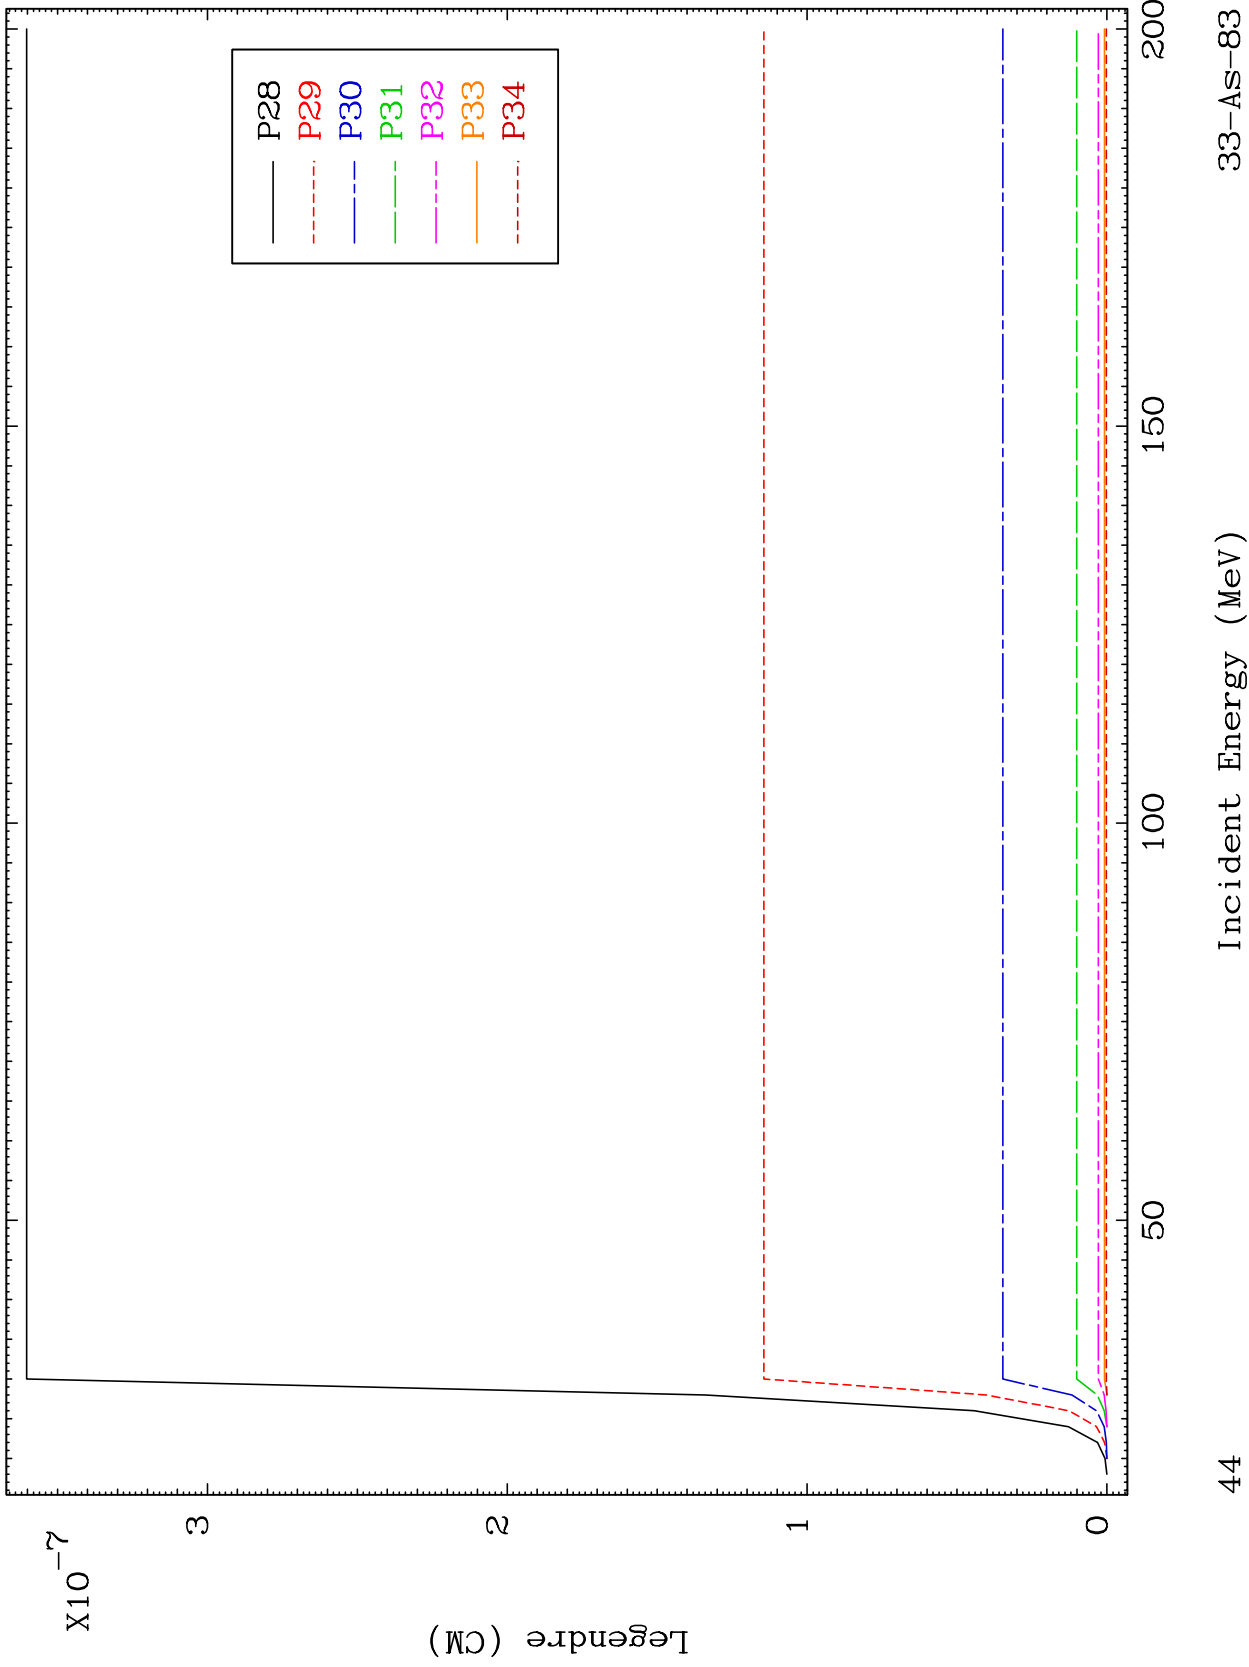 X10-7
Legendre (CM)
3
2
1
0
50
100
150
200
P28
P29
P30
P31
P32
P33
P34
Incident Energy (MeV)
44
33-As-83